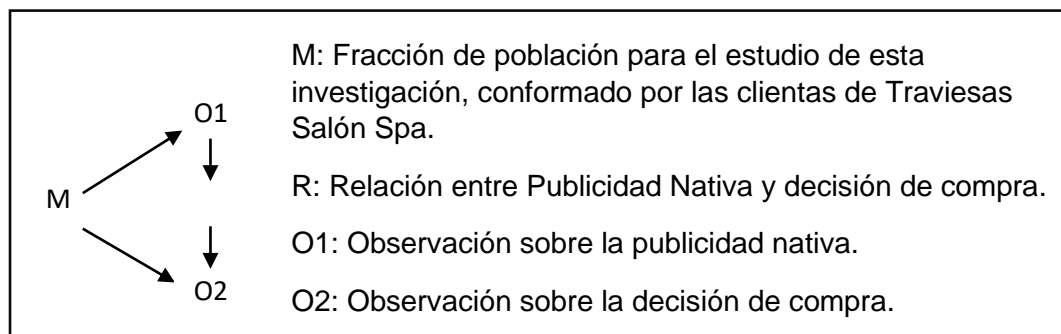 M: Fracción de población para el estudio de esta
investigación, conformado por las clientas de Traviesas
Salón Spa.
O1
M
R: Relación entre Publicidad Nativa y decisión de compra.
O1: Observación sobre la publicidad nativa.
O2
O2: Observación sobre la decisión de compra.